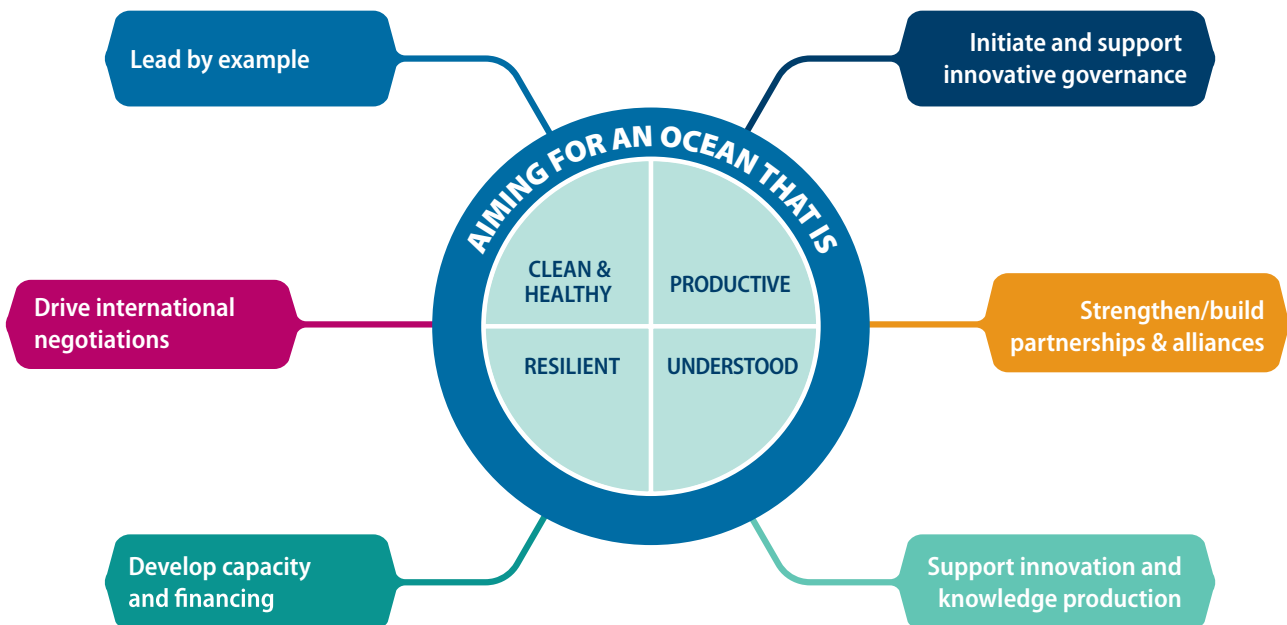 Lead by example
Initiate and support
innovative governance
AIMING FOR AN OCEAN THAT IS
CLEAN &
HEALTHY
PRODUCTIVE
RESILIENT
UNDERSTOOD
Drive international
negotiations
Strengthen/build
partnerships & alliances
Develop capacity
and financing
Support innovation and
knowledge production